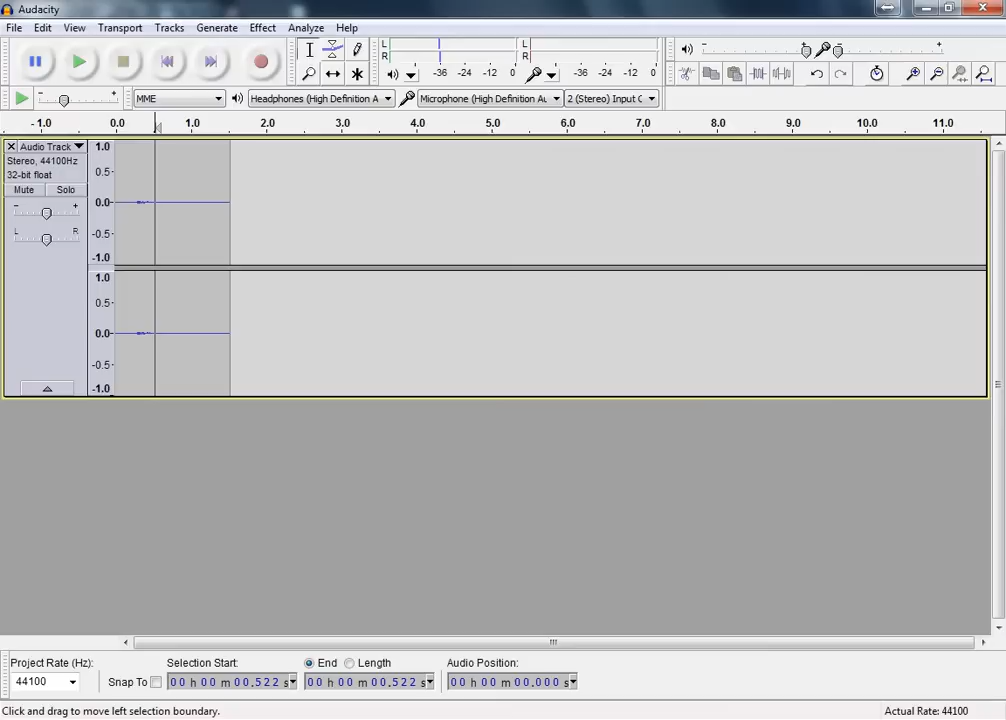 Audacity
File Edit View Transport Tracks Generate Effect Analyze Help
L R -36 -24 -12 0 L R -36 -24 -12 0
MME Headphones (High Definition A Microphone (High Definition Au 2 (Stereo) Input C
-1.0 0.0 1.0 2.0 3.0 4.0 5.0 6.0 7.0 8.0 9.0 10.0 11.0
Audio Track
Stereo, 44100Hz
32-bit float
Mute Solo
- +
L R
1.0
0.5
0.0
-0.5
-1.0
1.0
0.5
0.0
-0.5
-1.0
Project Rate (Hz): Selection Start: End Length Audio Position:
44100 Snap To 00 h 00 m 00.522 s 00 h 00 m 00.522 s 00 h 00 m 00.000 s
Click and drag to move left selection boundary. Actual Rate: 44100